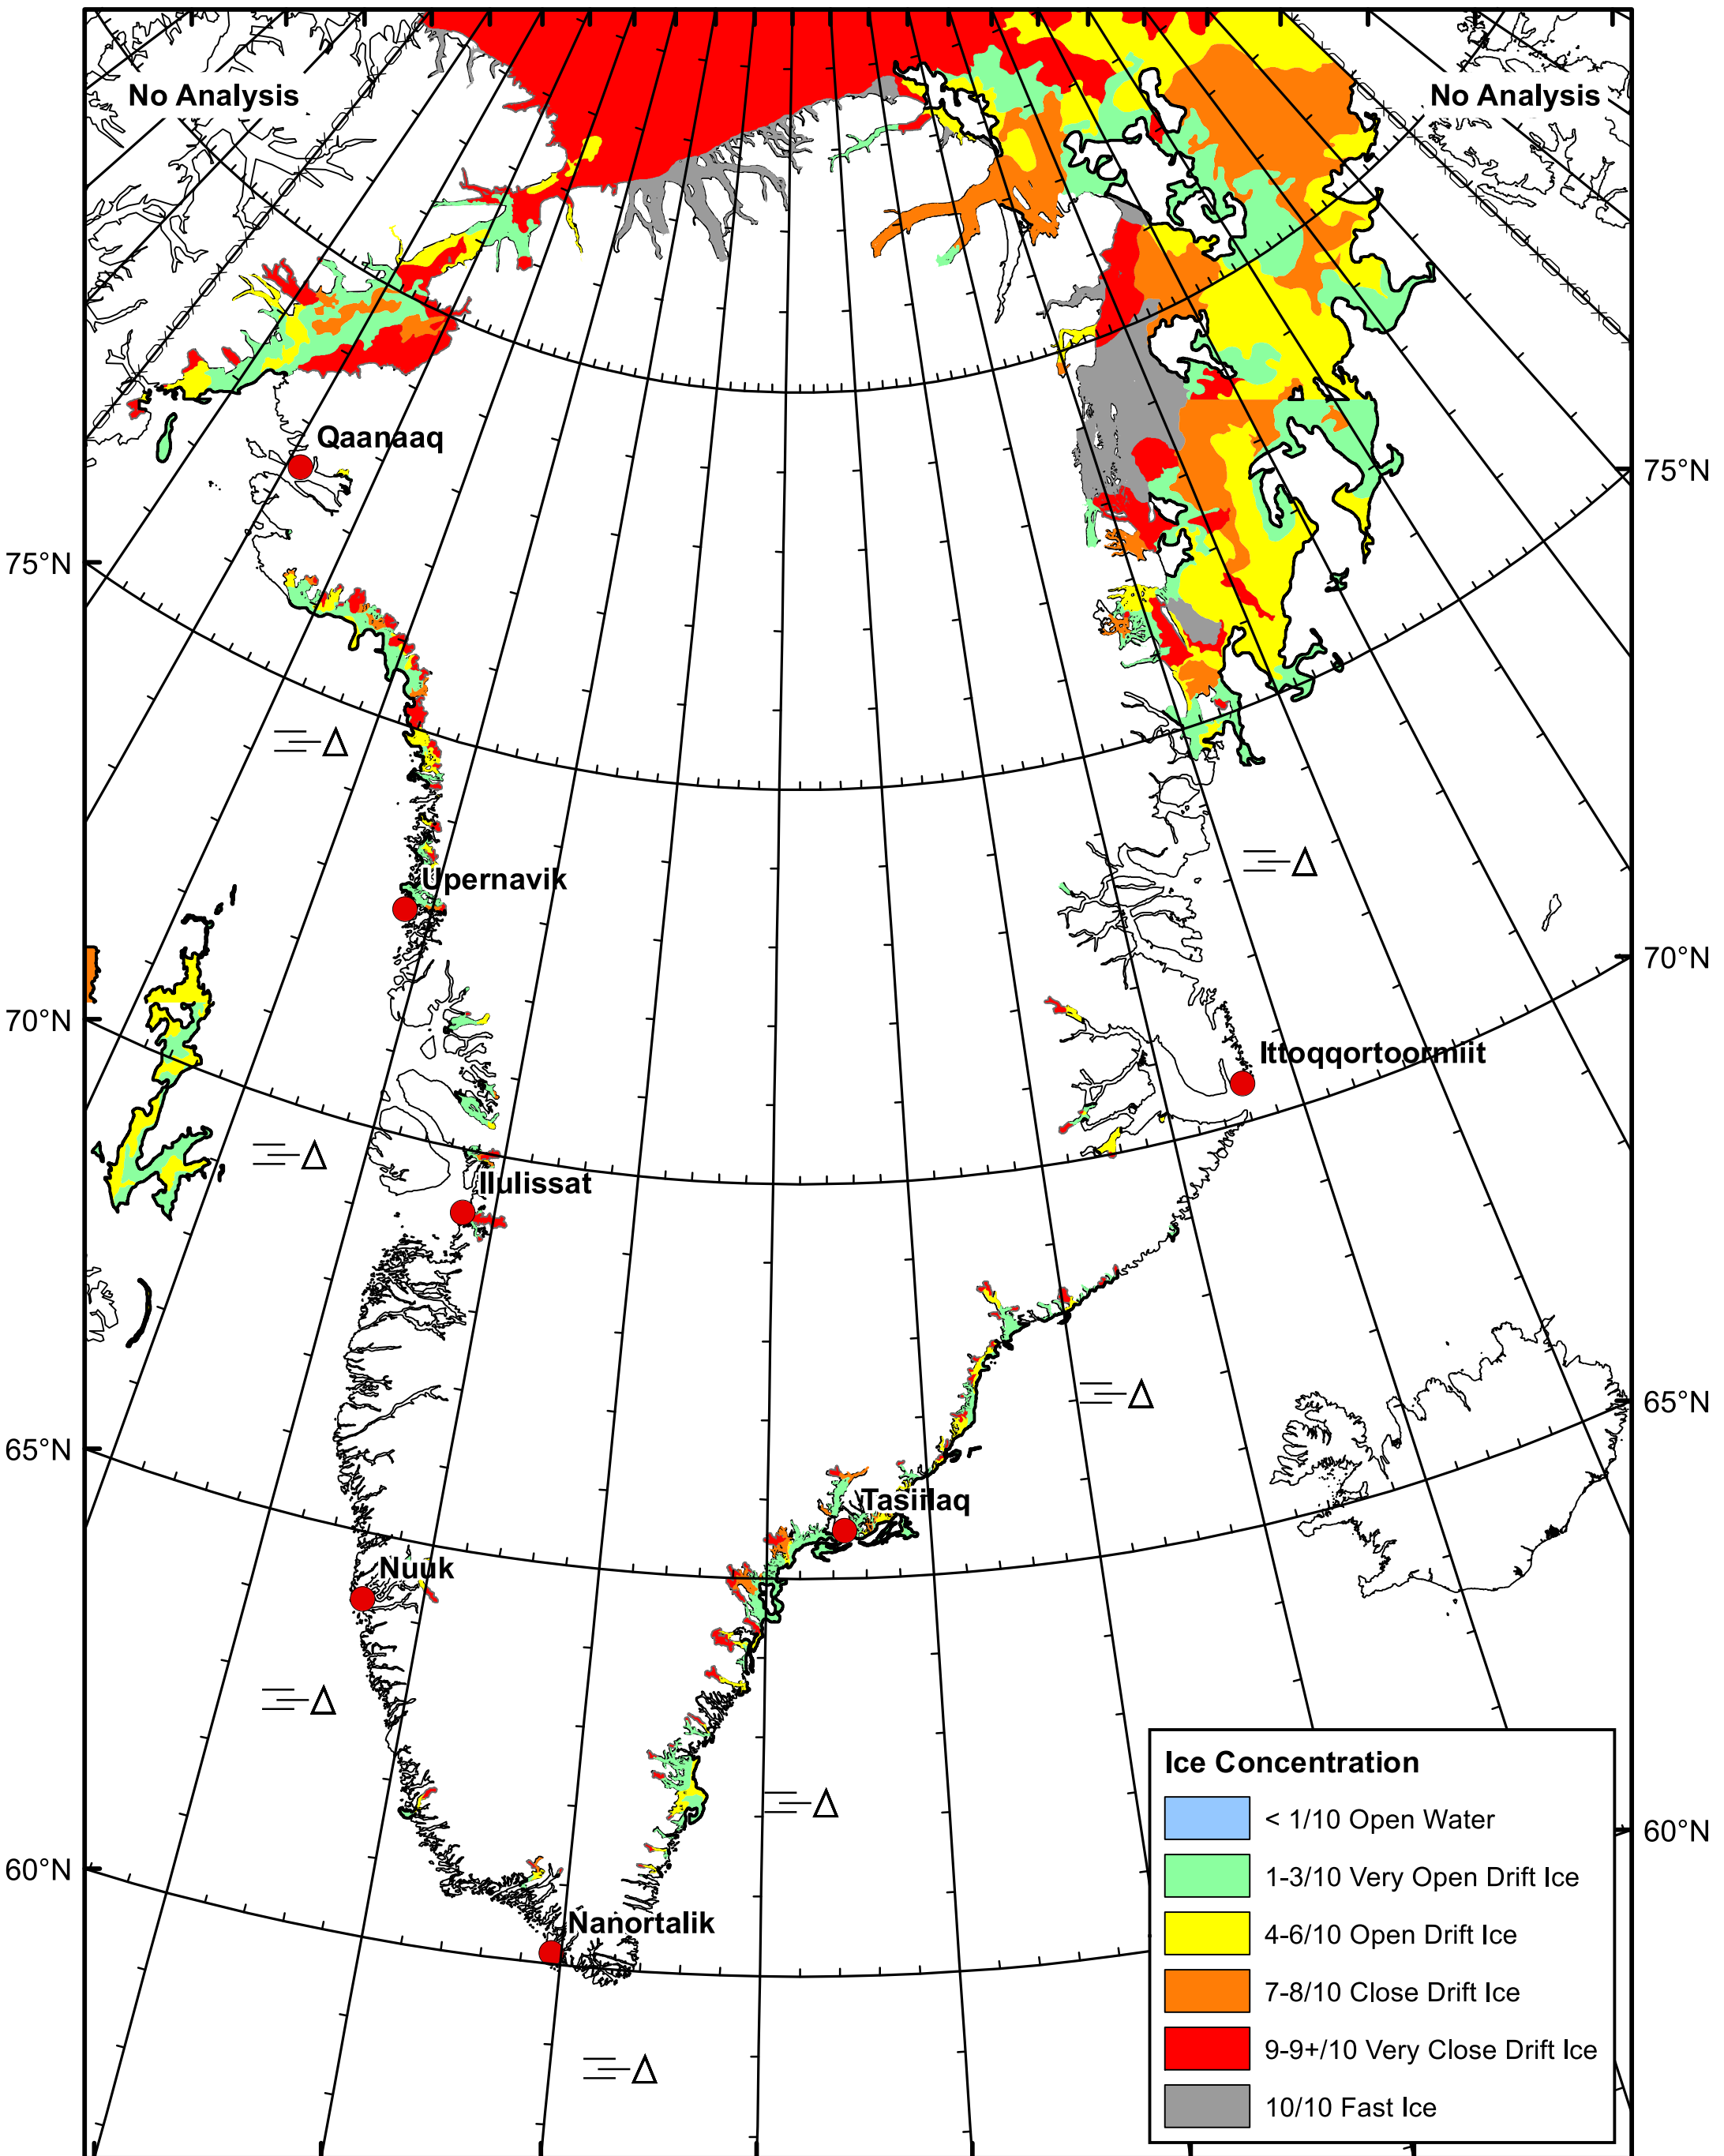 No Analysis
No Analysis
Qaanaaq
75°N
75°N
Upernavik
70°N
70°N
Ittoqqortoormiit
Ilulissat
65°N
65°N
Tasiilaq
Nuuk
Ice Concentration
< 1/10 Open Water
1-3/10 Very Open Drift Ice
4-6/10 Open Drift Ice
7-8/10 Close Drift Ice
9-9+/10 Very Close Drift Ice
10/10 Fast Ice
60°N
60°N
Nanortalik